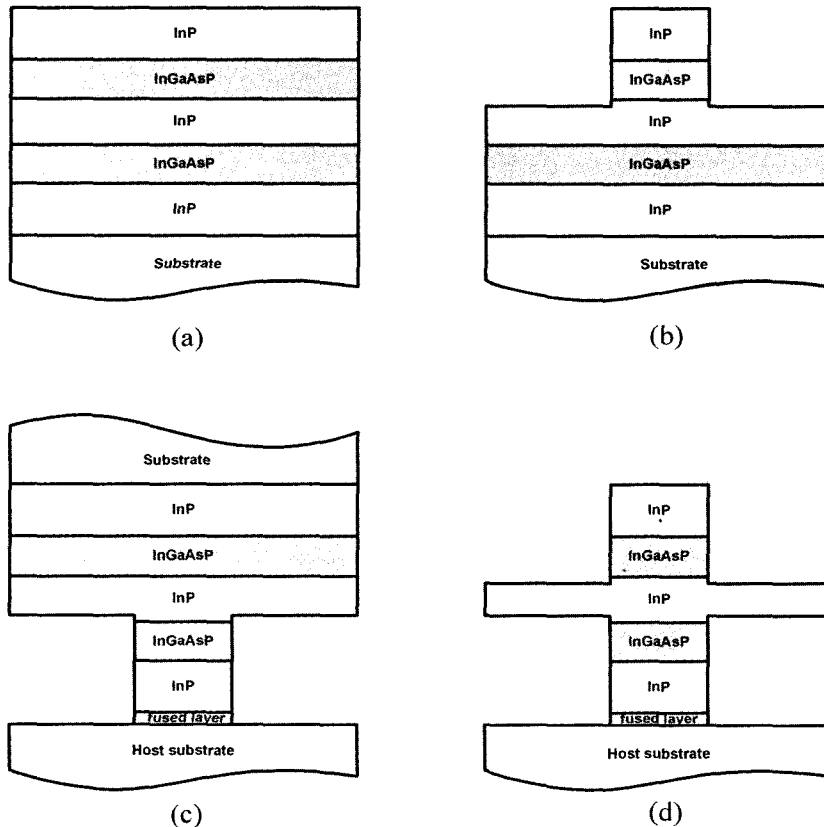 InP
InGaAsP
InP
InGaAsP
InP
Substrate
(a)
InP
InGaAsP
InP
InGaAsP
InP
Substrate
(b)
Substrate
InP
InGaAsP
InP
InGaAsP
InP
fused layer
Host substrate
(c)
InP
InGaAsP
InP
InGaAsP
InP
fused layer
Host substrate
(d)